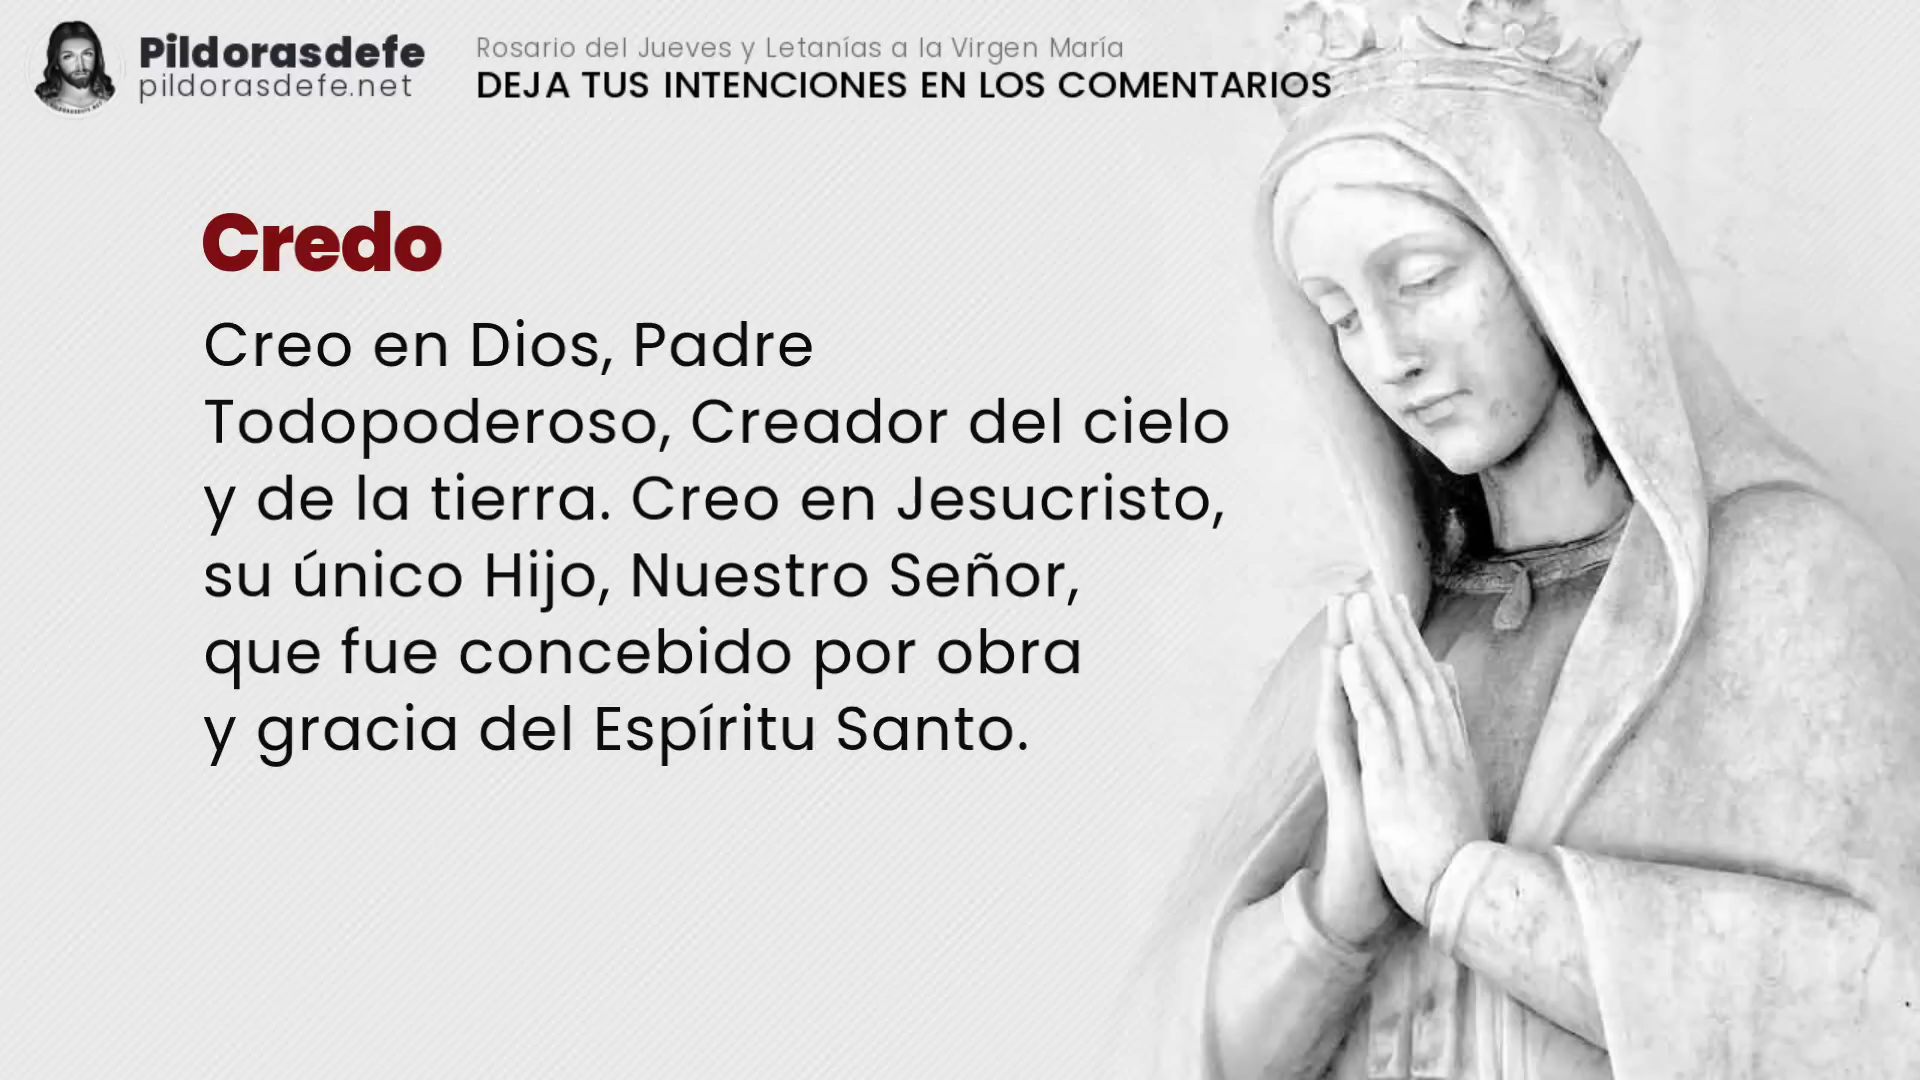 Pildorasdefe
pildorasdefe.net
Rosario del Jueves y Letanías a la Virgen María
DEJA TUS INTENCIONES EN LOS COMENTARIOS
Credo
Creo en Dios, Padre
Todopoderoso, Creador del cielo
y de la tierra. Creo en Jesucristo,
su único Hijo, Nuestro Señor,
que fue concebido por obra
y gracia del Espíritu Santo.